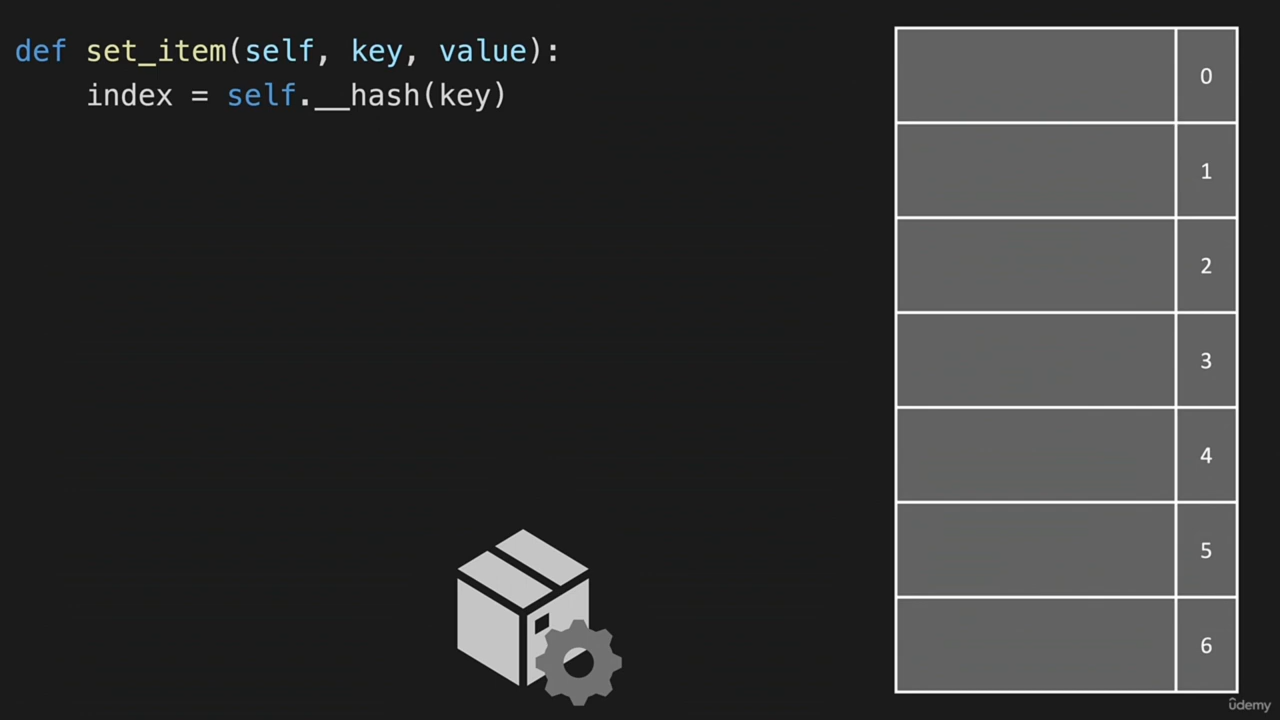 def set_item(self, key, value):
    index = self.__hash(key)
0
1
2
3
4
5
6
ûdemy